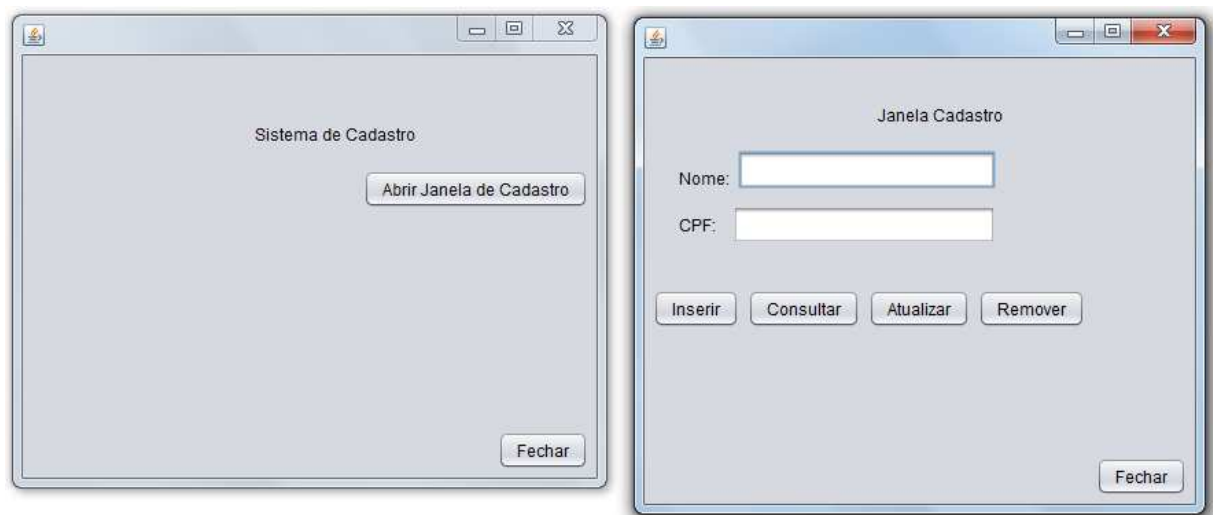 Sistema de Cadastro
Abrir Janela de Cadastro
Fechar
Janela Cadastro
Nome:
CPF:
Inserir Consultar Atualizar Remover
Fechar